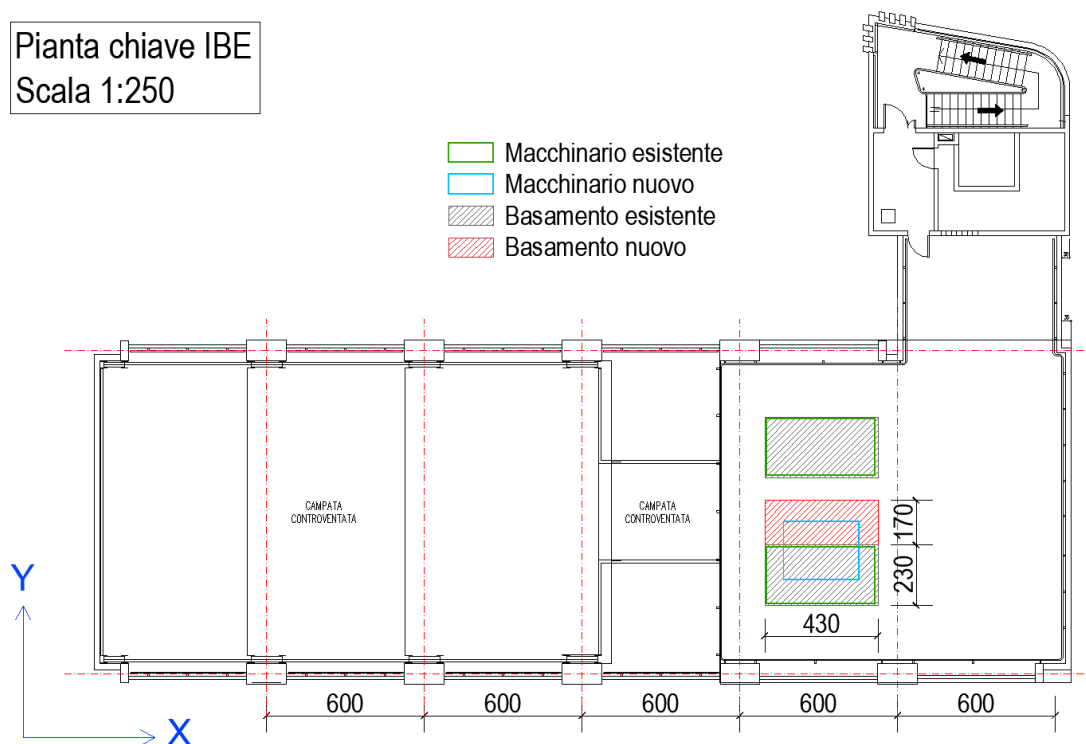 Pianta chiave IBE
Scala 1:250
Macchinario esistente
Macchinario nuovo
Basamento esistente
Basamento nuovo
CAMPATA
CONTROVENTATA
CAMPATA
CONTROVENTATA
170
230
430
Y
X
600
600
600
600
600